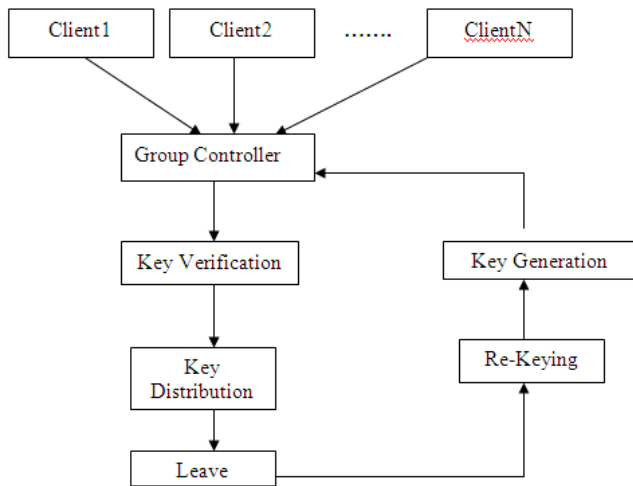 Client1
Client2
.......
ClientN
Group Controller
Key Verification
Key Generation
Key
Distribution
Re-Keying
Leave